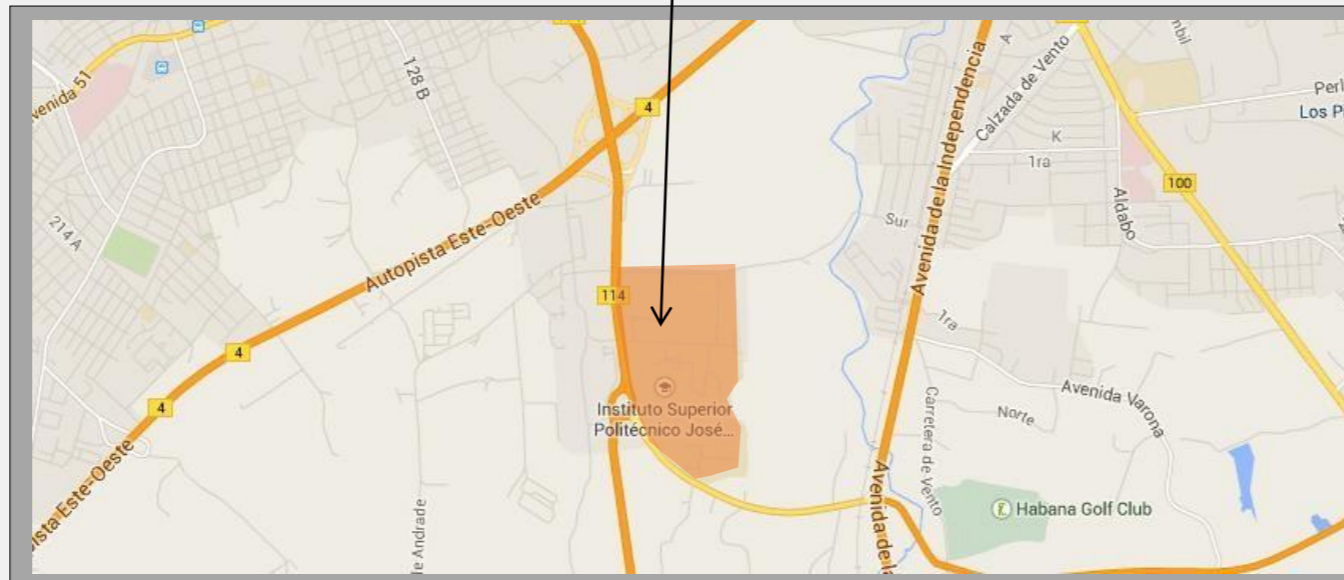 Avenida 51
128 B
4
Avenida de la Independencia
A
Calzada de Vento
K
1ra
Los P
100
Aldabo
Sur
214 A
Autopista Este-Oeste
114
4
4
1ra
Avenida Varona
Norte
Carretera de Vento
Instituto Superior
Politécnico José...
Habana Golf Club
pista Este-Oeste
de Andrade
Avenida de la